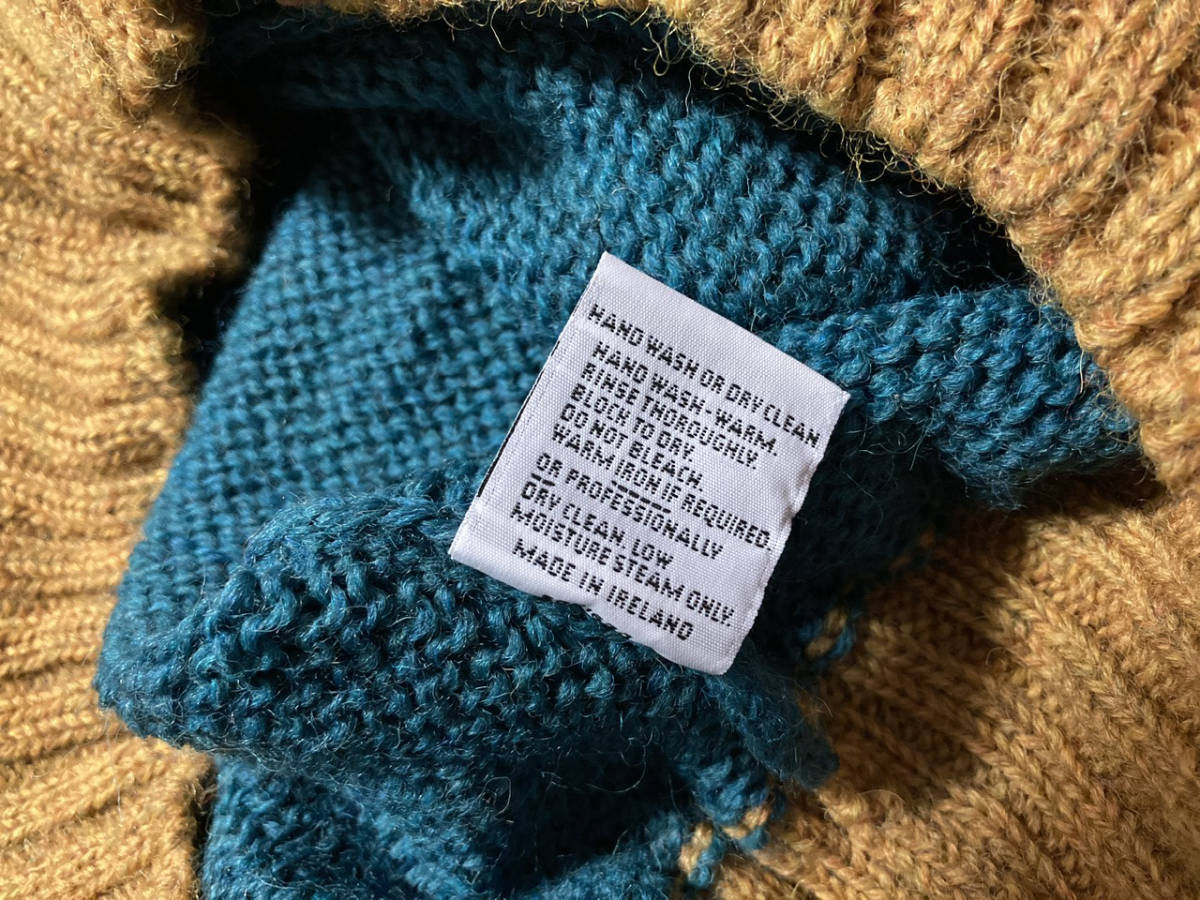 HAND WASH OR DRY CLEAN
HAND WASH-WARM.
RINSE THOROUGHLY.
BLOCK TO DRY.
DO NOT BLEACH.
WARM IRON IF REQUIRED.
OR PROFESSIONALLY
DRY CLEAN, LOW
MOISTURE STEAM ONLY.
MADE IN IRELAND